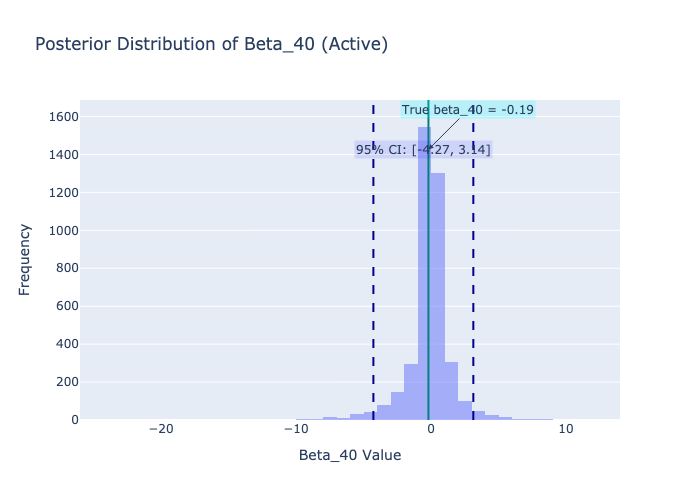 Posterior Distribution of Beta_40 (Active)
True beta_40 = -0.19
95% CI: [-4.27, 3.14]
1600
1400
1200
1000
800
600
400
200
0
Frequency
−20
−10
0
10
Beta_40 Value